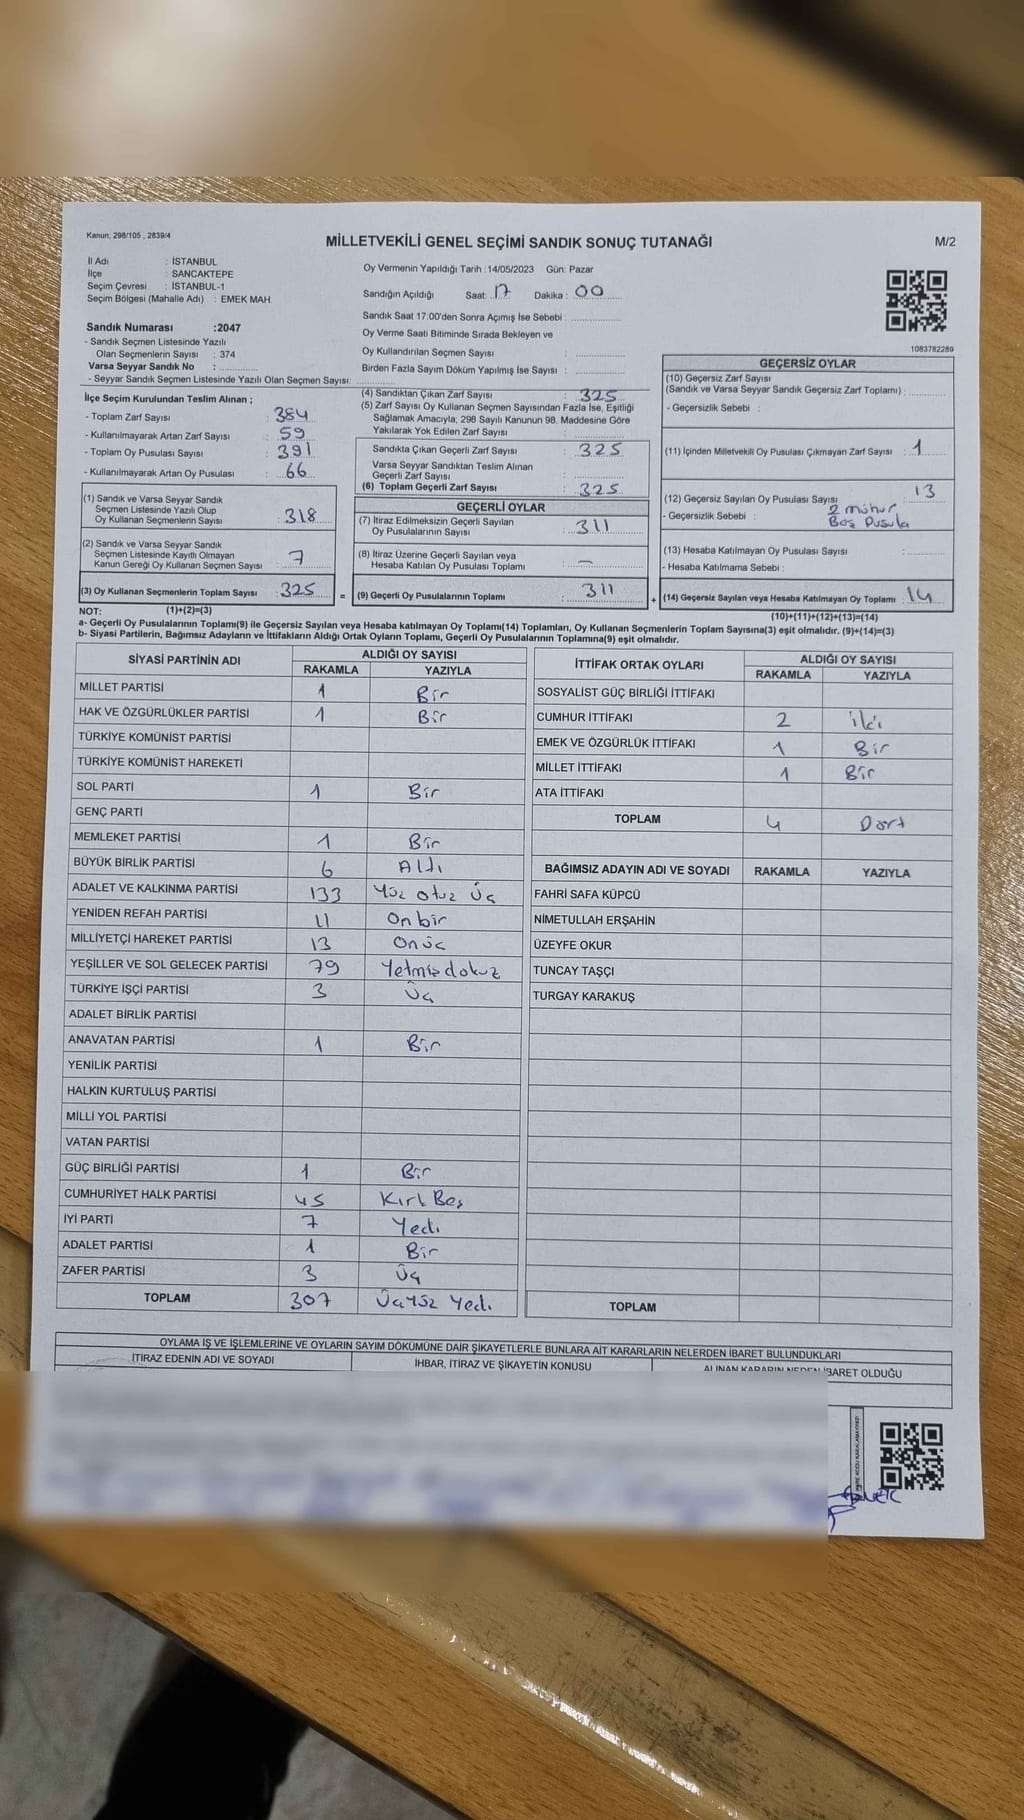 Kanun; 298/105 , 2839/4
MİLLETVEKİLİ GENEL SEÇİMİ SANDIK SONUÇ TUTANAĞI
M/2
İl Adı : İSTANBUL
İlçe : SANCAKTEPE
Seçim Çevresi : İSTANBUL-1
Seçim Bölgesi (Mahalle Adı) : EMEK MAH.
Sandık Numarası :2047
- Sandık Seçmen Listesinde Yazılı
Olan Seçmenlerin Sayısı : 374
Varsa Seyyar Sandık No :
- Seyyar Sandık Seçmen Listesinde Yazılı Olan Seçmen Sayısı:
Oy Vermenin Yapıldığı Tarih :14/05/2023 Gün: Pazar
Sandığın Açıldığı Saat: 17 Dakika : 00
Sandık Saat 17:00'den Sonra Açımış İse Sebebi :
Oy Verme Saati Bitiminde Sırada Bekleyen ve
Oy Kullandırılan Seçmen Sayısı :
Birden Fazla Sayım Döküm Yapılmış İse Sayısı :
1083782289
İlçe Seçim Kurulundan Teslim Alınan ;
- Toplam Zarf Sayısı : 384
- Kullanılmayarak Artan Zarf Sayısı : 59
- Toplam Oy Pusulası Sayısı : 391
- Kullanılmayarak Artan Oy Pusulası : 66
(1) Sandık ve Varsa Seyyar Sandık
Seçmen Listesinde Yazılı Olup
Oy Kullanan Seçmenlerin Sayısı : 318
(2) Sandık ve Varsa Seyyar Sandık
Seçmen Listesinde Kayıtlı Olmayan
Kanun Gereği Oy Kullanan Seçmen Sayısı : 7
(3) Oy Kullanan Seçmenlerin Toplam Sayısı : 325
(4) Sandıktan Çıkan Zarf Sayısı : 325
(5) Zarf Sayısı Oy Kullanan Seçmen Sayısından Fazla İse, Eşitliği
Sağlamak Amacıyla; 298 Sayılı Kanunun 98. Maddesine Göre
Yakılarak Yok Edilen Zarf Sayısı :
Sandıkta Çıkan Geçerli Zarf Sayısı : 325
Varsa Seyyar Sandıktan Teslim Alınan
Geçerli Zarf Sayısı :
(6) Toplam Geçerli Zarf Sayısı : 325
GEÇERLİ OYLAR
(7) İtiraz Edilmeksizin Geçerli Sayılan
Oy Pusulalarının Sayısı : 311
(8) İtiraz Üzerine Geçerli Sayılan veya
Hesaba Katılan Oy Pusulası Toplamı : —
= (9) Geçerli Oy Pusulalarının Toplamı : 311
GEÇERSİZ OYLAR
(10) Geçersiz Zarf Sayısı
(Sandık ve Varsa Seyyar Sandık Geçersiz Zarf Toplamı) :
- Geçersizlik Sebebi :
(11) İçinden Milletvekili Oy Pusulası Çıkmayan Zarf Sayısı : 1
(12) Geçersiz Sayılan Oy Pusulası Sayısı : 13
- Geçersizlik Sebebi : 2 mühür
Boş Pusula
(13) Hesaba Katılmayan Oy Pusulası Sayısı :
- Hesaba Katılmama Sebebi :
+ (14) Geçersiz Sayılan veya Hesaba Katılmayan Oy Toplamı : 14
NOT: (1)+(2)=(3)
(10)+(11)+(12)+(13)=(14)
a- Geçerli Oy Pusulalarının Toplamı(9) ile Geçersiz Sayılan veya Hesaba katılmayan Oy Toplamı(14) Toplamları, Oy Kullanan Seçmenlerin Toplam Sayısına(3) eşit olmalıdır. (9)+(14)=(3)
b- Siyasi Partilerin, Bağımsız Adayların ve İttifakların Aldığı Ortak Oyların Toplamı, Geçerli Oy Pusulalarının Toplamına(9) eşit olmalıdır.
SİYASİ PARTİNİN ADI ALDIĞI OY SAYISI
RAKAMLA YAZIYLA
MİLLET PARTİSİ 1 Bir
HAK VE ÖZGÜRLÜKLER PARTİSİ 1 Bir
TÜRKİYE KOMÜNİST PARTİSİ
TÜRKİYE KOMÜNİST HAREKETİ
SOL PARTİ 1 Bir
GENÇ PARTİ
MEMLEKET PARTİSİ 1 Bir
BÜYÜK BİRLİK PARTİSİ 6 Altı
ADALET VE KALKINMA PARTİSİ 133 Yüz otuz Üç
YENİDEN REFAH PARTİSİ 11 On bir
MİLLİYETÇİ HAREKET PARTİSİ 13 Onüç
YEŞİLLER VE SOL GELECEK PARTİSİ 79 Yetmişdokuz
TÜRKİYE İŞÇİ PARTİSİ 3 Üç
ADALET BİRLİK PARTİSİ
ANAVATAN PARTİSİ 1 Bir
YENİLİK PARTİSİ
HALKIN KURTULUŞ PARTİSİ
MİLLİ YOL PARTİSİ
VATAN PARTİSİ
GÜÇ BİRLİĞİ PARTİSİ 1 Bir
CUMHURİYET HALK PARTİSİ 45 Kırk Beş
İYİ PARTİ 7 Yedi
ADALET PARTİSİ 1 Bir
ZAFER PARTİSİ 3 Üç
TOPLAM 307 Üçyüz Yedi
İTTİFAK ORTAK OYLARI ALDIĞI OY SAYISI
RAKAMLA YAZIYLA
SOSYALİST GÜÇ BİRLİĞİ İTTİFAKI
CUMHUR İTTİFAKI 2 İki
EMEK VE ÖZGÜRLÜK İTTİFAKI 1 Bir
MİLLET İTTİFAKI 1 Bir
ATA İTTİFAKI
TOPLAM 4 Dört
BAĞIMSIZ ADAYIN ADI VE SOYADI RAKAMLA YAZIYLA
FAHRİ SAFA KÜPCÜ
NİMETULLAH ERŞAHİN
ÜZEYFE OKUR
TUNCAY TAŞÇI
TURGAY KARAKUŞ
TOPLAM
OYLAMA İŞ VE İŞLEMLERİNE VE OYLARIN SAYIM DÖKÜMÜNE DAİR ŞİKAYETLERLE BUNLARA AİT KARARLARIN NELERDEN İBARET BULUNDUKLARI
İTİRAZ EDENİN ADI VE SOYADI İHBAR, İTİRAZ VE ŞİKAYETİN KONUSU ALINAN KARARIN NEDEN İBARET OLDUĞU